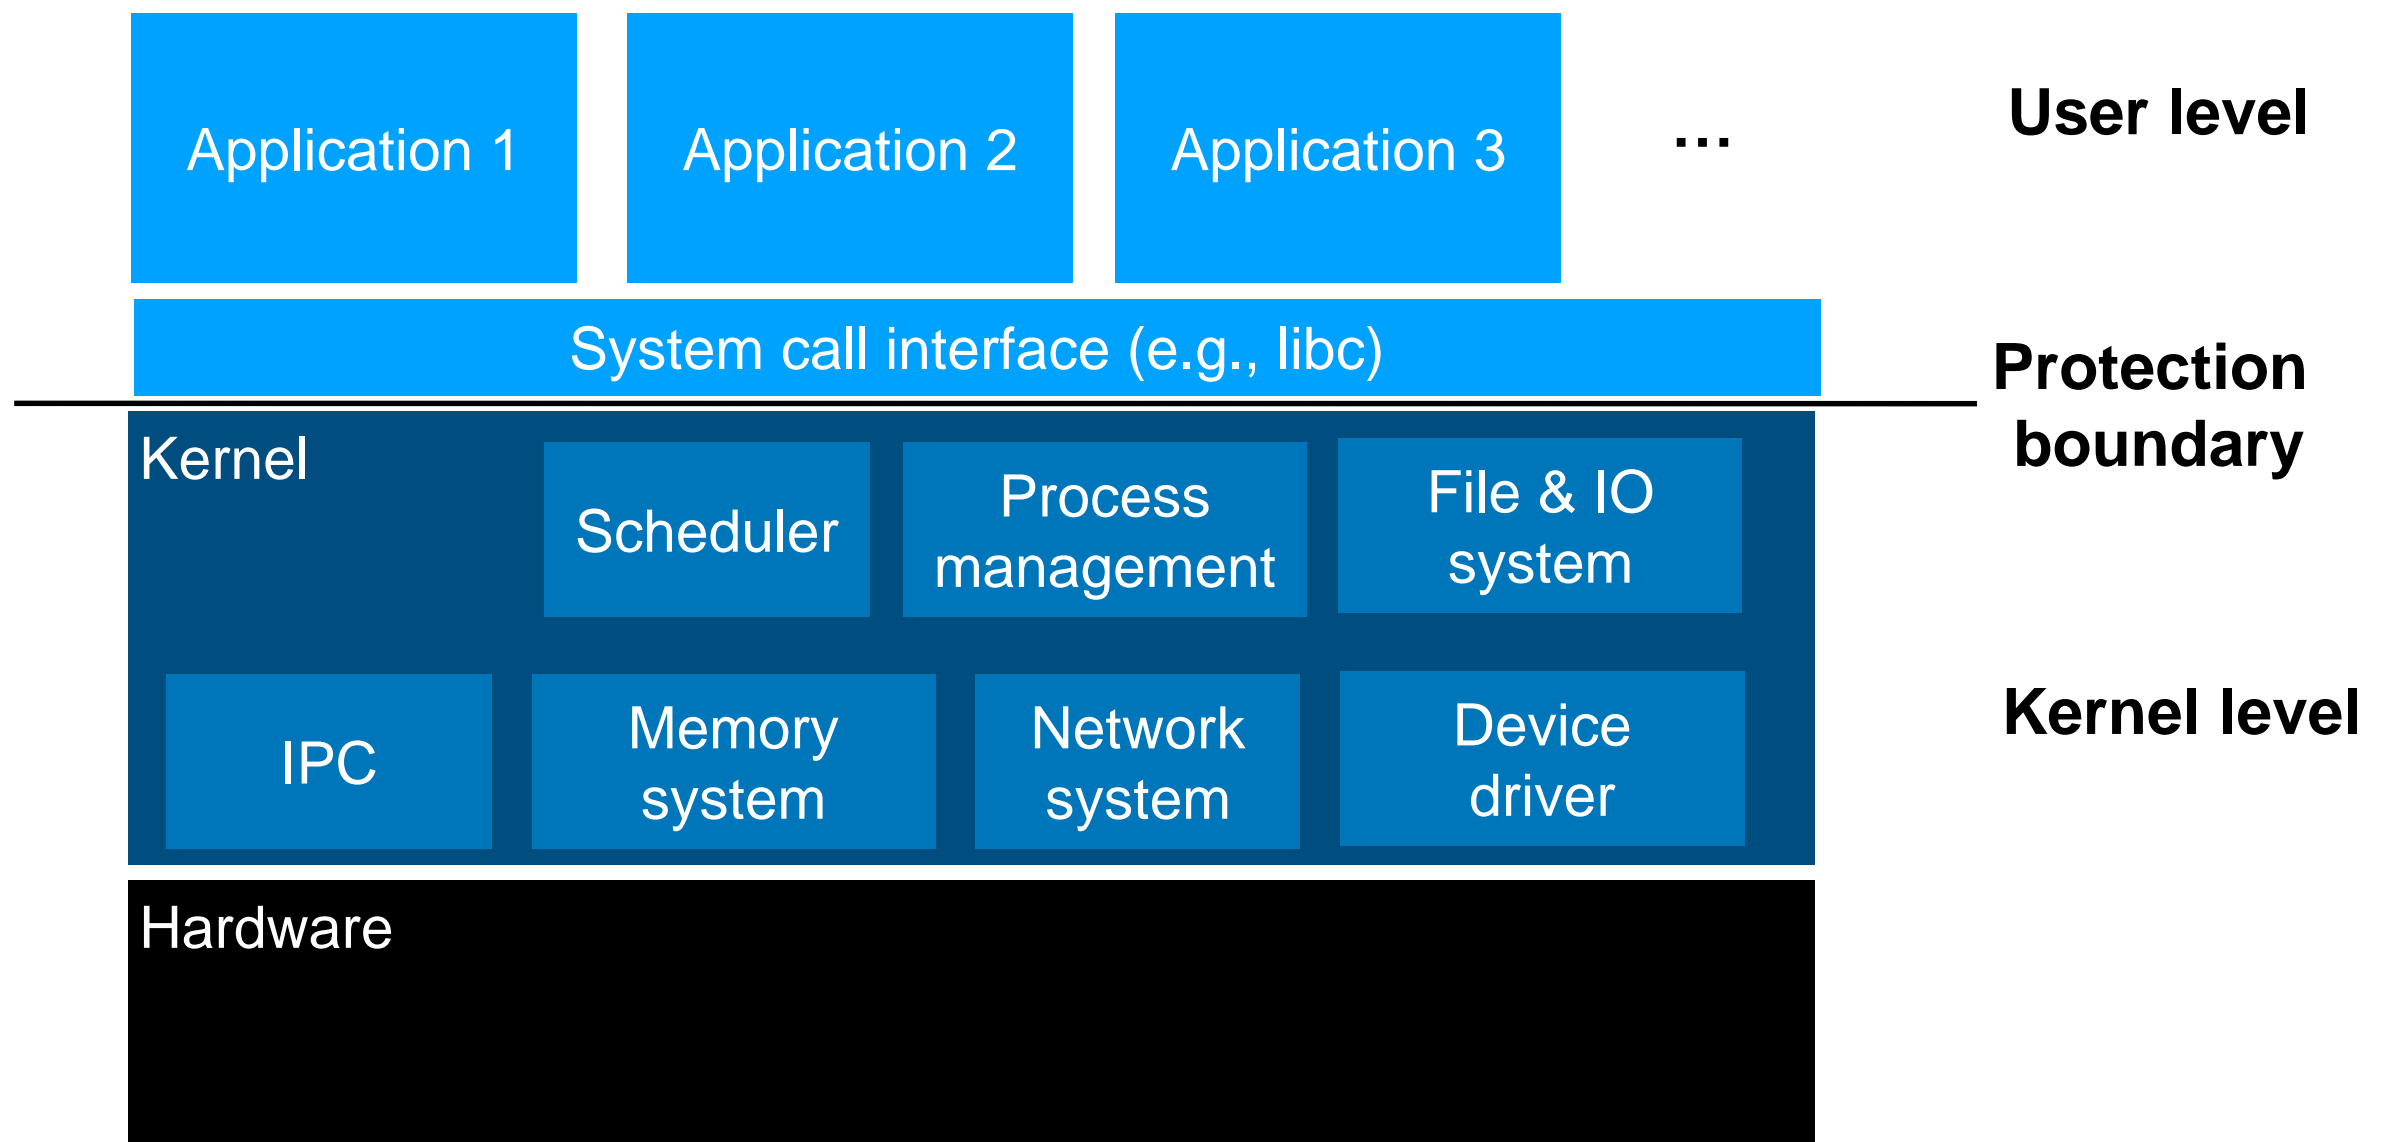 Application 1
Application 2
Application 3
...
User level
System call interface (e.g., libc)
Protection
boundary
Kernel
Scheduler
Process
management
File & IO
system
IPC
Memory
system
Network
system
Device
driver
Kernel level
Hardware